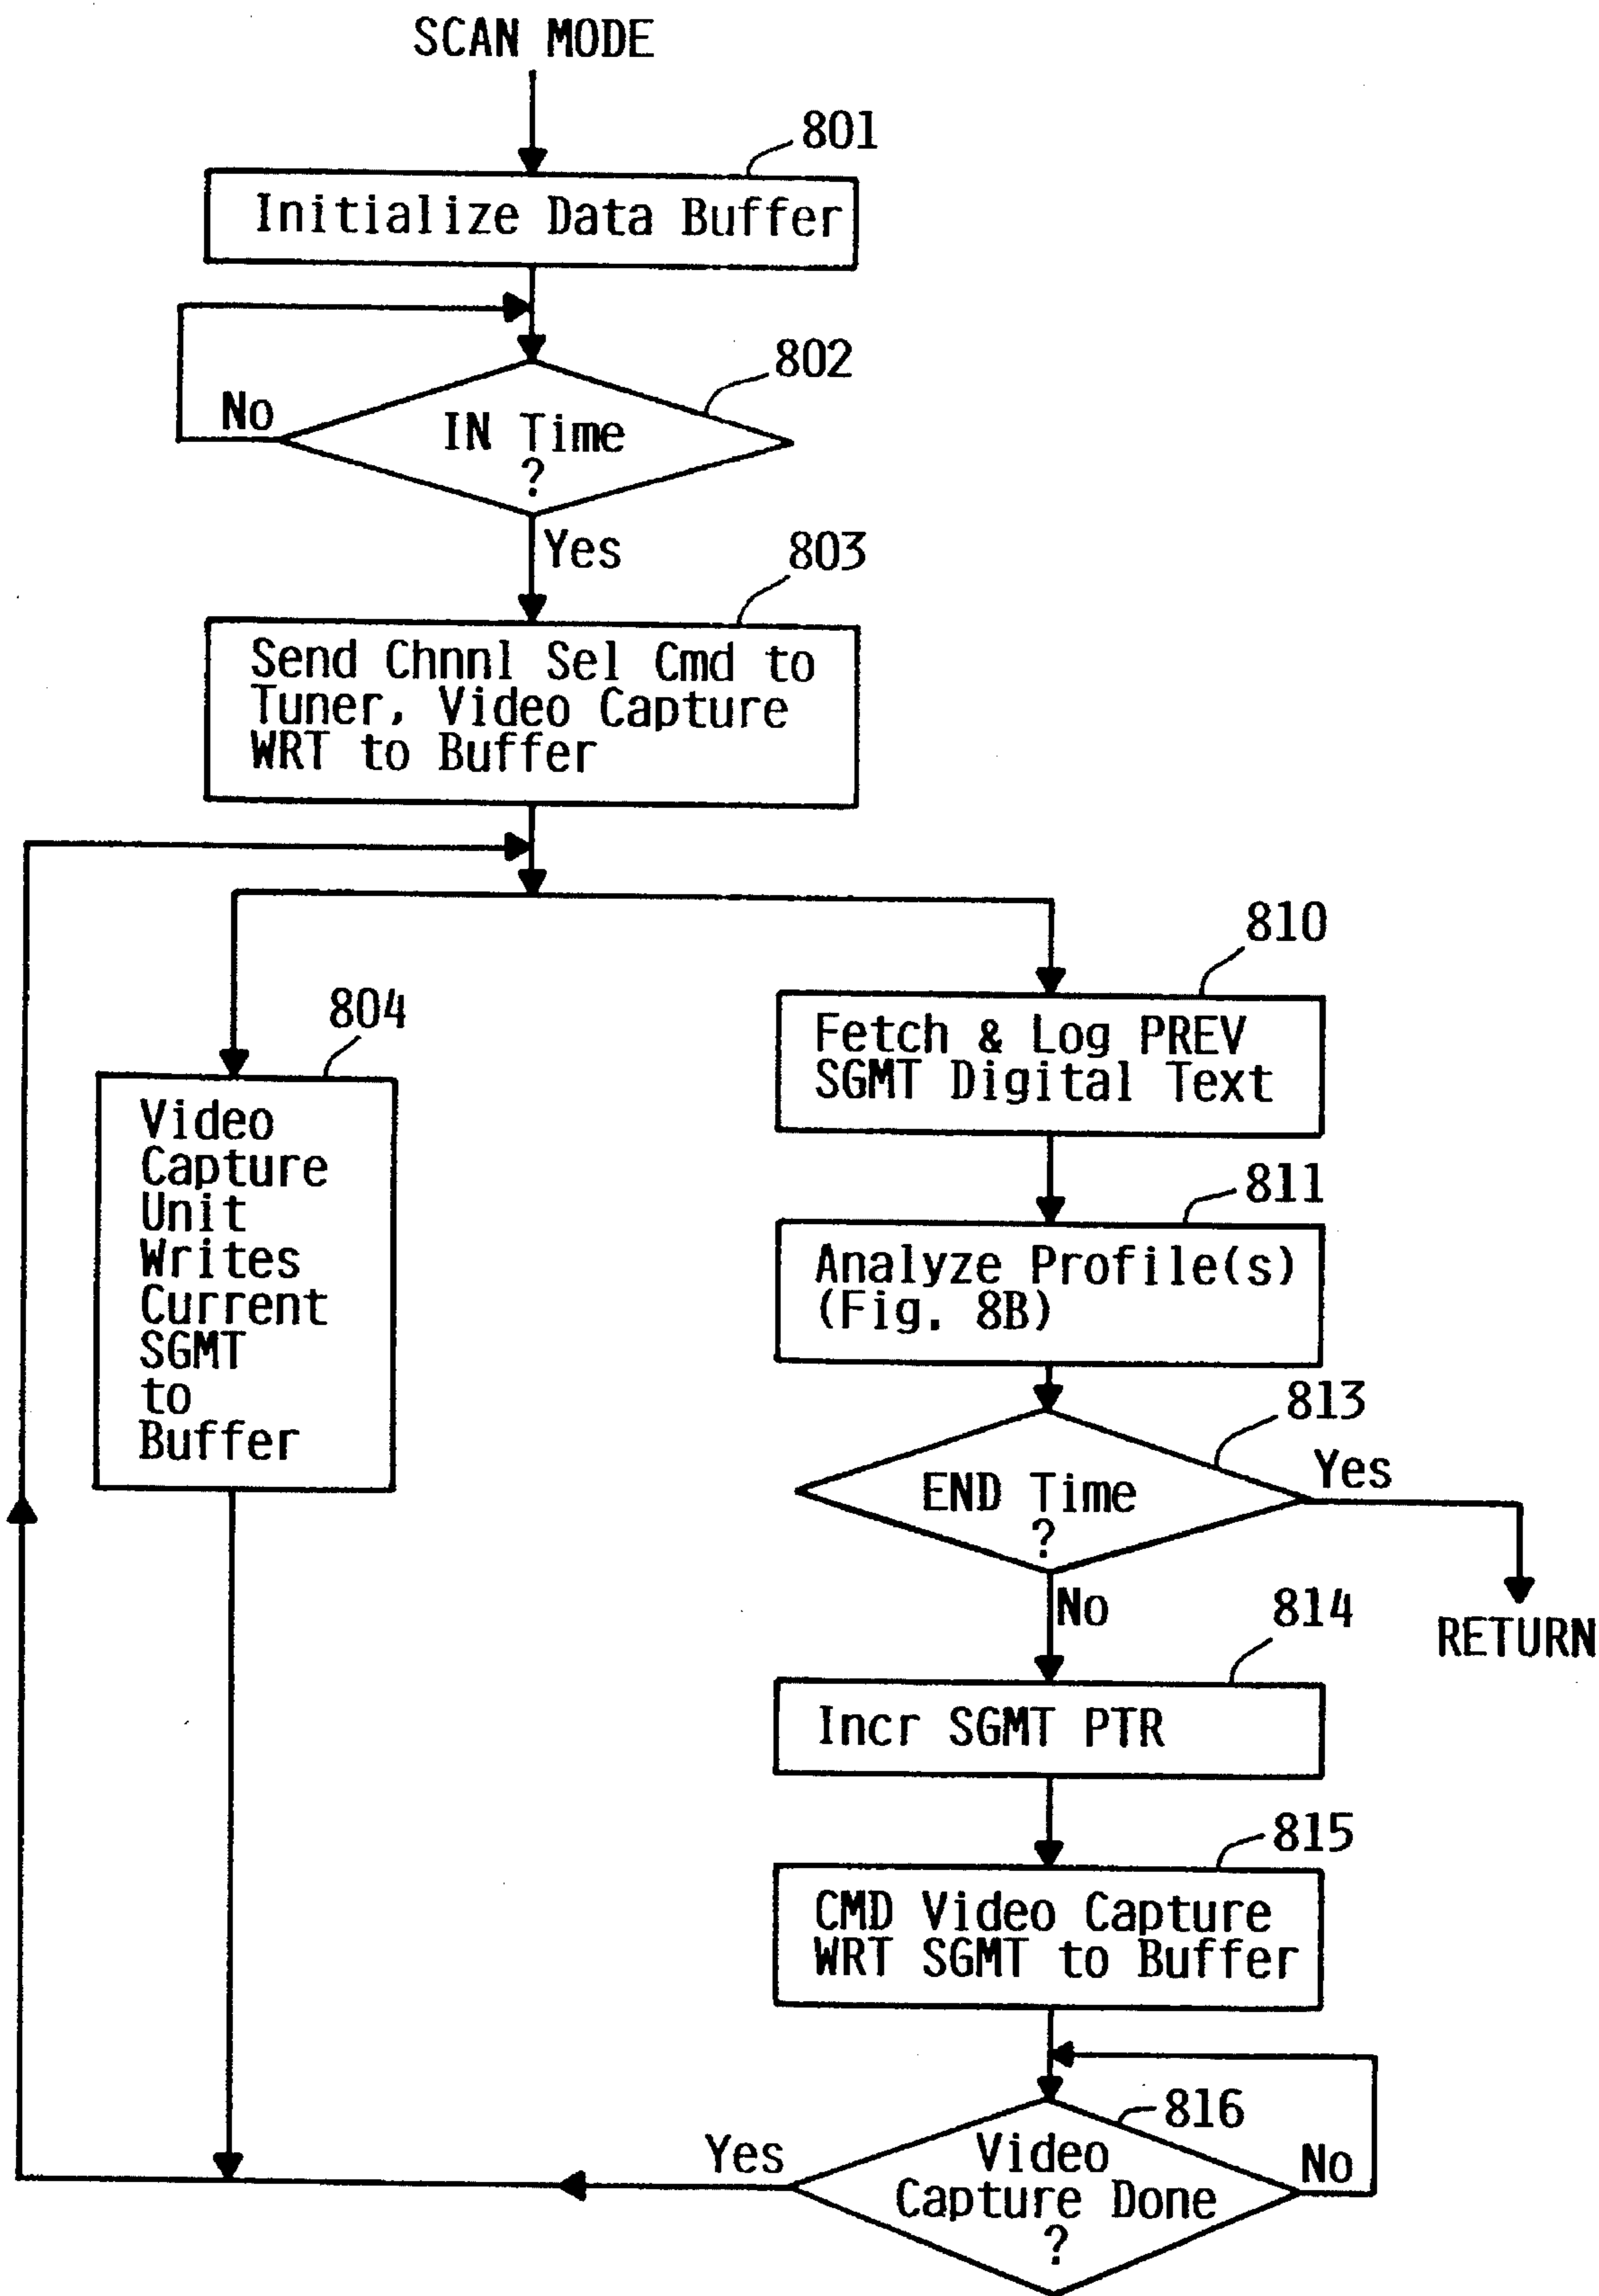 SCAN MODE
801
Initialize Data Buffer
802
No
IN Time
?
Yes
803
Send Chnnl Sel Cmd to
Tuner, Video Capture
WRT to Buffer
810
Fetch & Log PREV
SGMT Digital Text
804
Video
Capture
Unit
Writes
Current
SGMT
to
Buffer
811
Analyze Profile(s)
(Fig. 8B)
813
Yes
END Time
?
No
RETURN
814
Incr SGMT PTR
815
CMD Video Capture
WRT SGMT to Buffer
816
Yes
Video
Capture Done
?
No